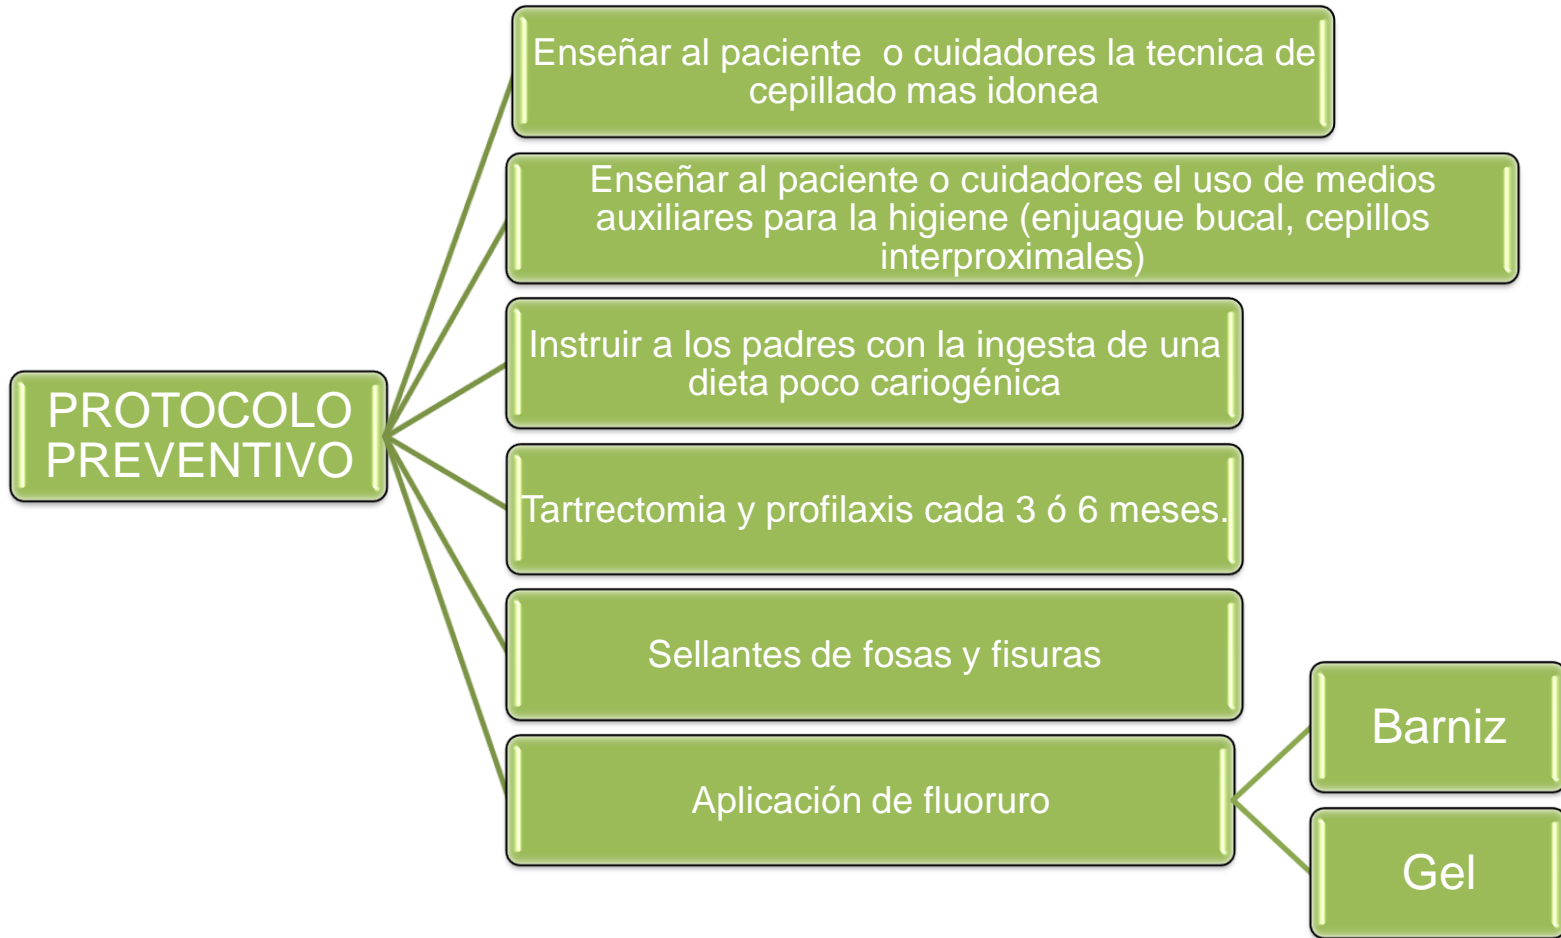 Enseñar al paciente  o cuidadores la tecnica de
cepillado mas idonea
Enseñar al paciente o cuidadores el uso de medios
auxiliares para la higiene (enjuague bucal, cepillos
interproximales)
Instruir a los padres con la ingesta de una
dieta poco cariogénica
PROTOCOLO
PREVENTIVO
Tartrectomia y profilaxis cada 3 ó 6 meses.
Sellantes de fosas y fisuras
Aplicación de fluoruro
Barniz
Gel